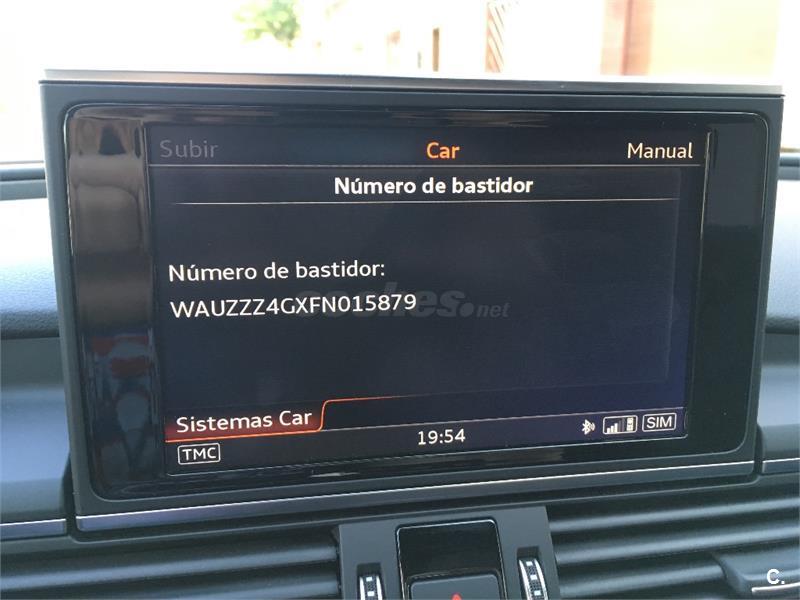 Subir Car Manual
Número de bastidor
Número de bastidor:
WAUZZZ4GXFN015879
coches.net
Sistemas Car
19:54
SIM
TMC
C.